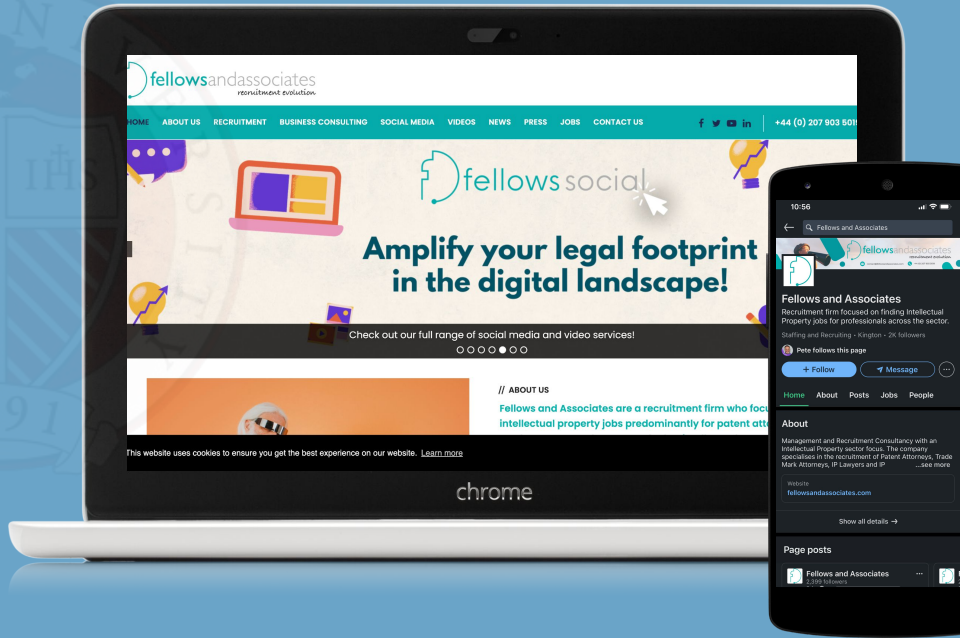 fellowsandassociates
recruitment evolution
HOME ABOUT US RECRUITMENT BUSINESS CONSULTING SOCIAL MEDIA VIDEOS NEWS PRESS JOBS CONTACT US +44 (0) 207 903 5019
fellows social
Amplify your legal footprint
in the digital landscape!
Check out our full range of social media and video services!
// ABOUT US
Fellows and Associates are a recruitment firm who
intellectual property jobs predominantly for patent
This website uses cookies to ensure you get the best experience on our website. Learn more
chrome
10:56
Fellows and Associates
fellowsandassociates
recruitment evolution
Fellows and Associates
Recruitment firm focused on finding Intellectual
Property jobs for professionals across the sector.
Staffing and Recruiting • Kington • 2K followers
Pete follows this page
+ Follow Message
Home About Posts Jobs People
About
Management and Recruitment Consultancy with an
Intellectual Property sector focus. The company
specialises in the recruitment of Patent Attorneys, Trade
Mark Attorneys, IP Lawyers and IP ...see more
Website
fellowsandassociates.com
Show all details →
Page posts
Fellows and Associates
2,399 followers